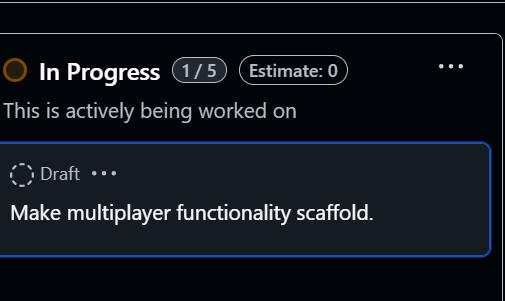 In Progress 1 / 5 Estimate: 0
This is actively being worked on
Draft
Make multiplayer functionality scaffold.